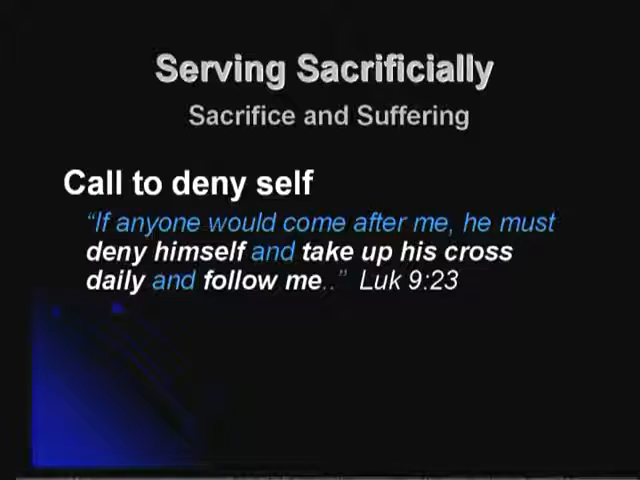 Serving Sacrificially
Sacrifice and Suffering
Call to deny self
“If anyone would come after me, he must
deny himself and take up his cross
daily and follow me..” Luk 9:23